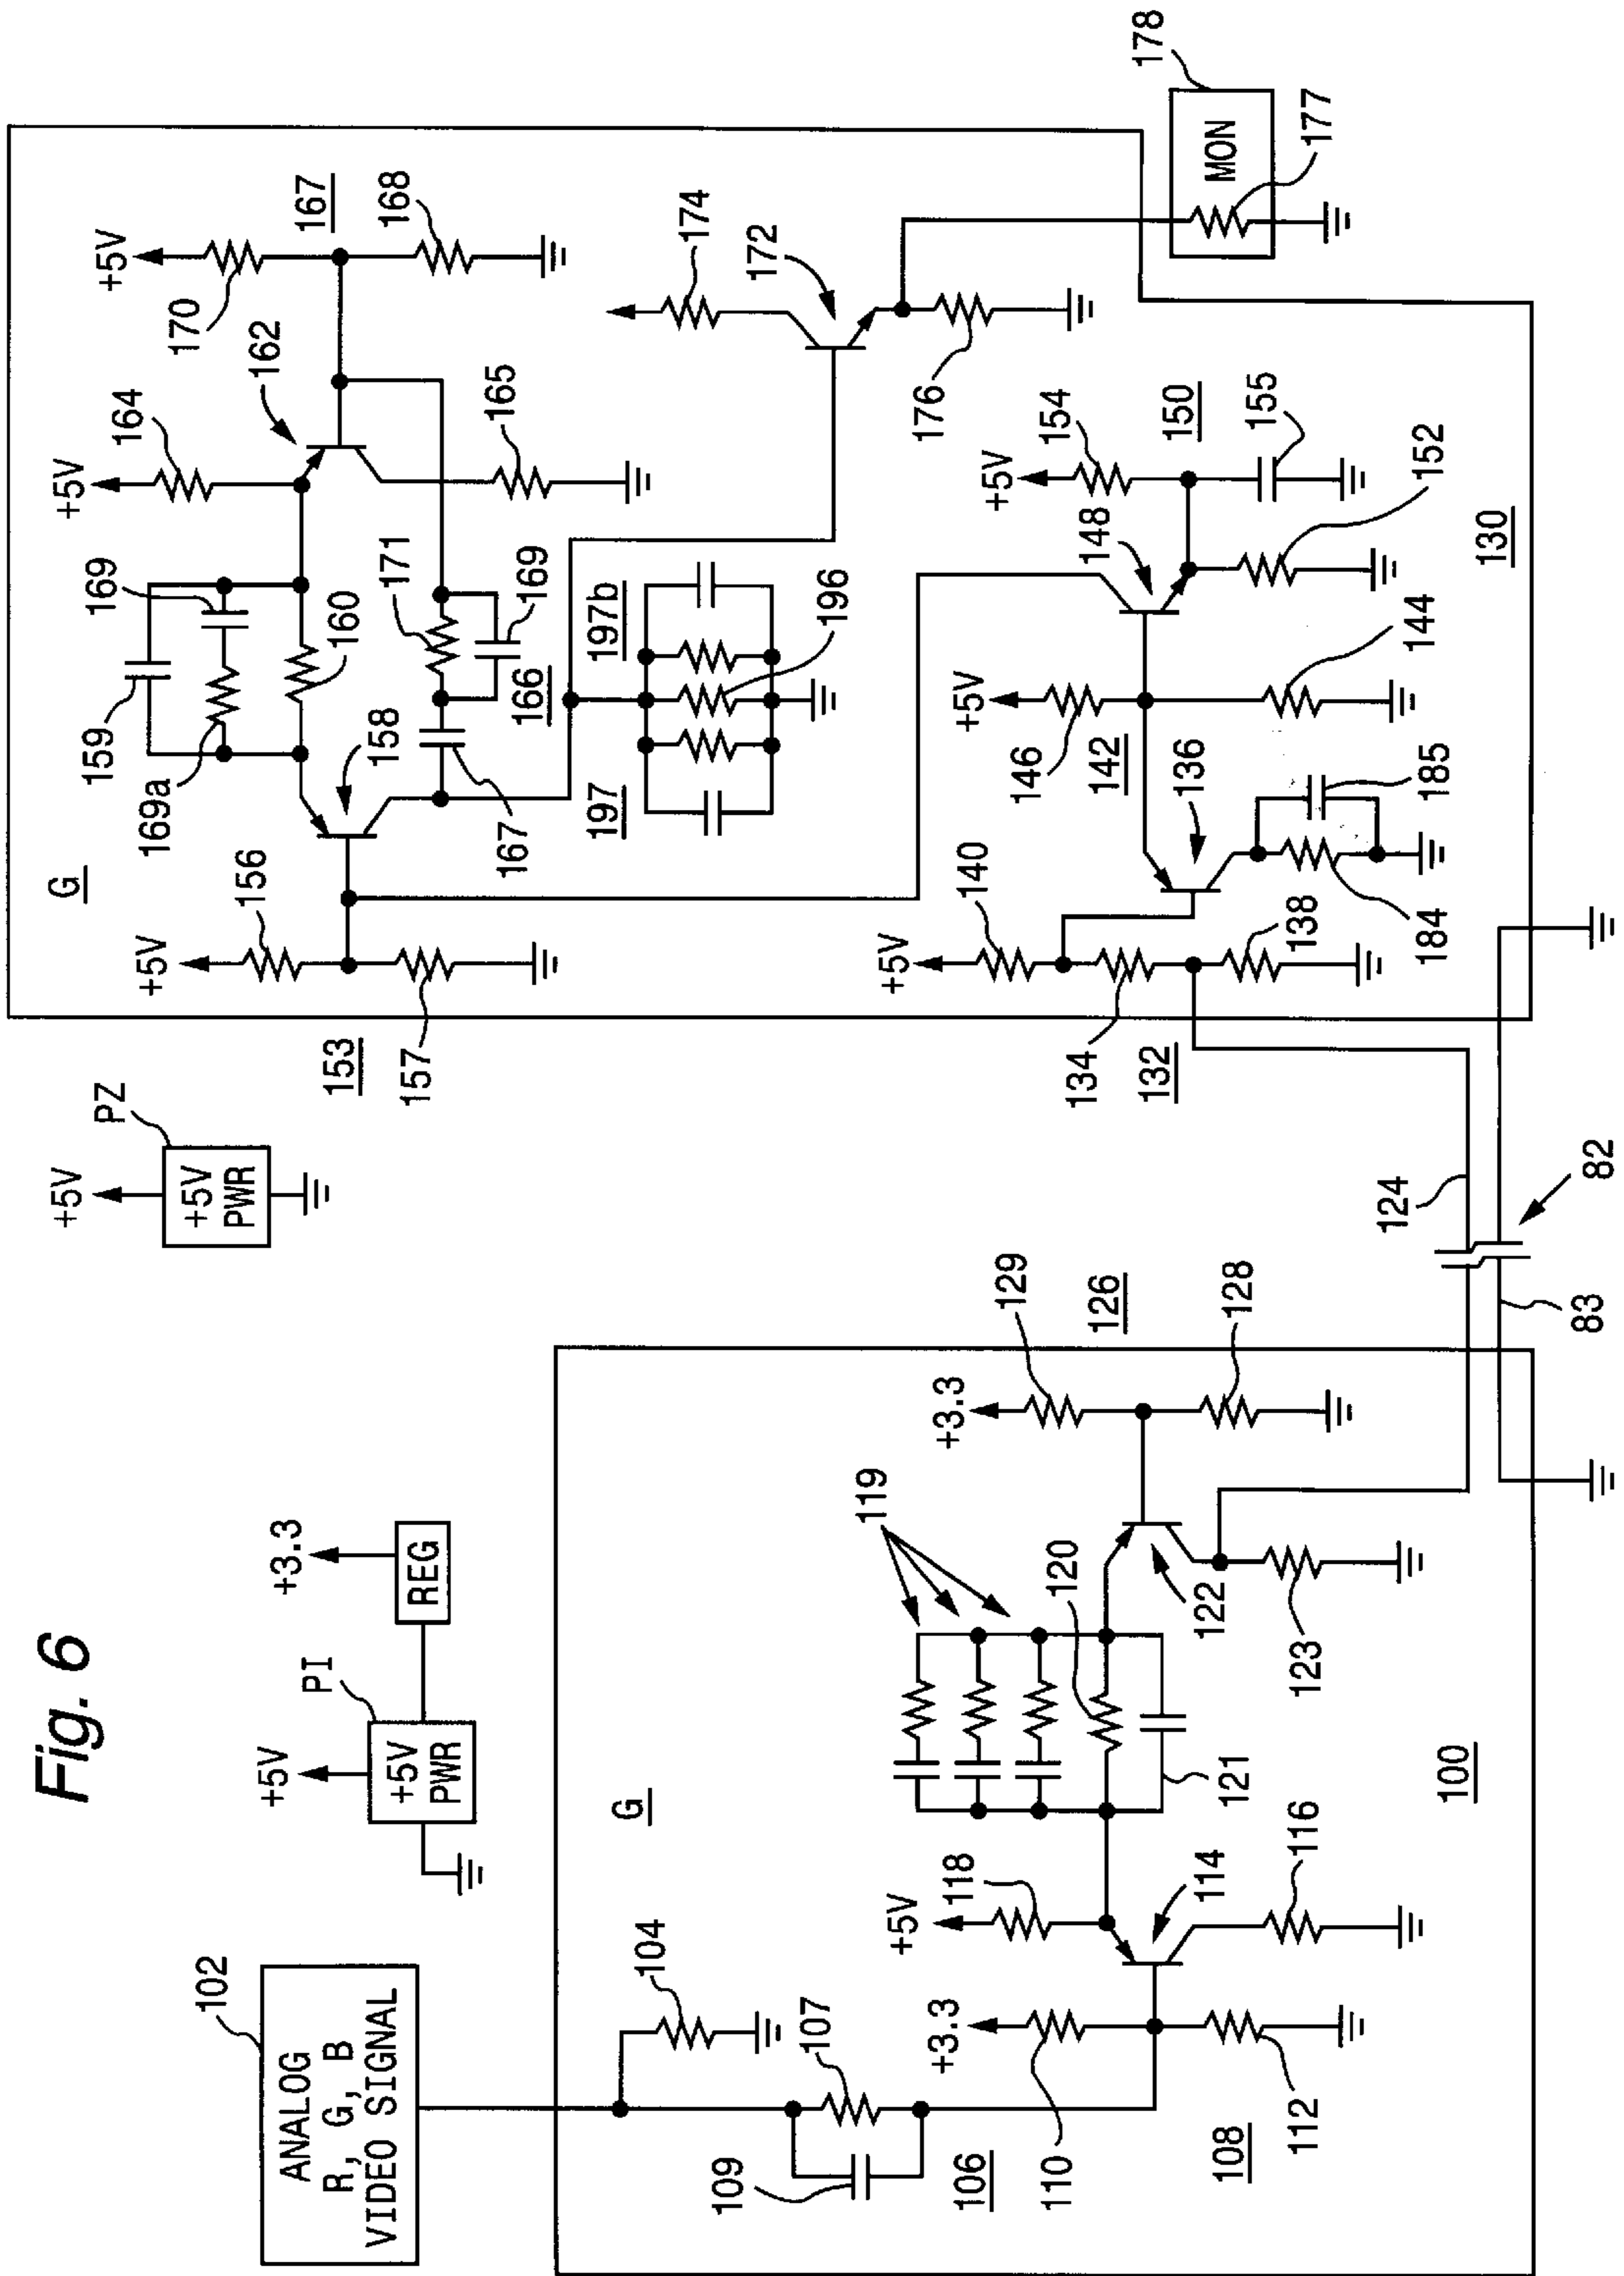 Fig. 6
102
ANALOG
R, G, B
VIDEO SIGNAL
+5V
PI
+5V
PWR
REG
+3.3
+5V
PZ
+5V
PWR
G
104
107
109
106
+3.3
110
108
112
+5V
118
114
116
119
120
121
122
123
+3.3
129
126
128
100
124
83
82
G
+5V
156
153
157
159
169a
169
160
158
167
166
171
169
+5V
164
162
165
+5V
170
167
168
197
197b
196
174
172
176
178
MON
177
+5V
140
134
132
138
136
184
185
+5V
146
142
144
148
+5V
154
150
155
152
130